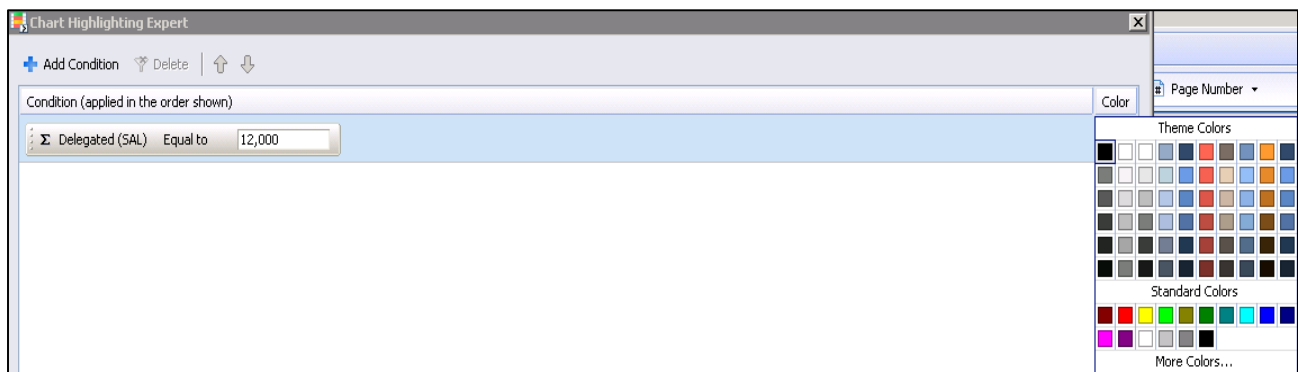 Chart Highlighting Expert
Add Condition Delete
# Page Number
Condition (applied in the order shown) Color
Σ Delegated (SAL) Equal to 12,000
Theme Colors
Standard Colors
More Colors...